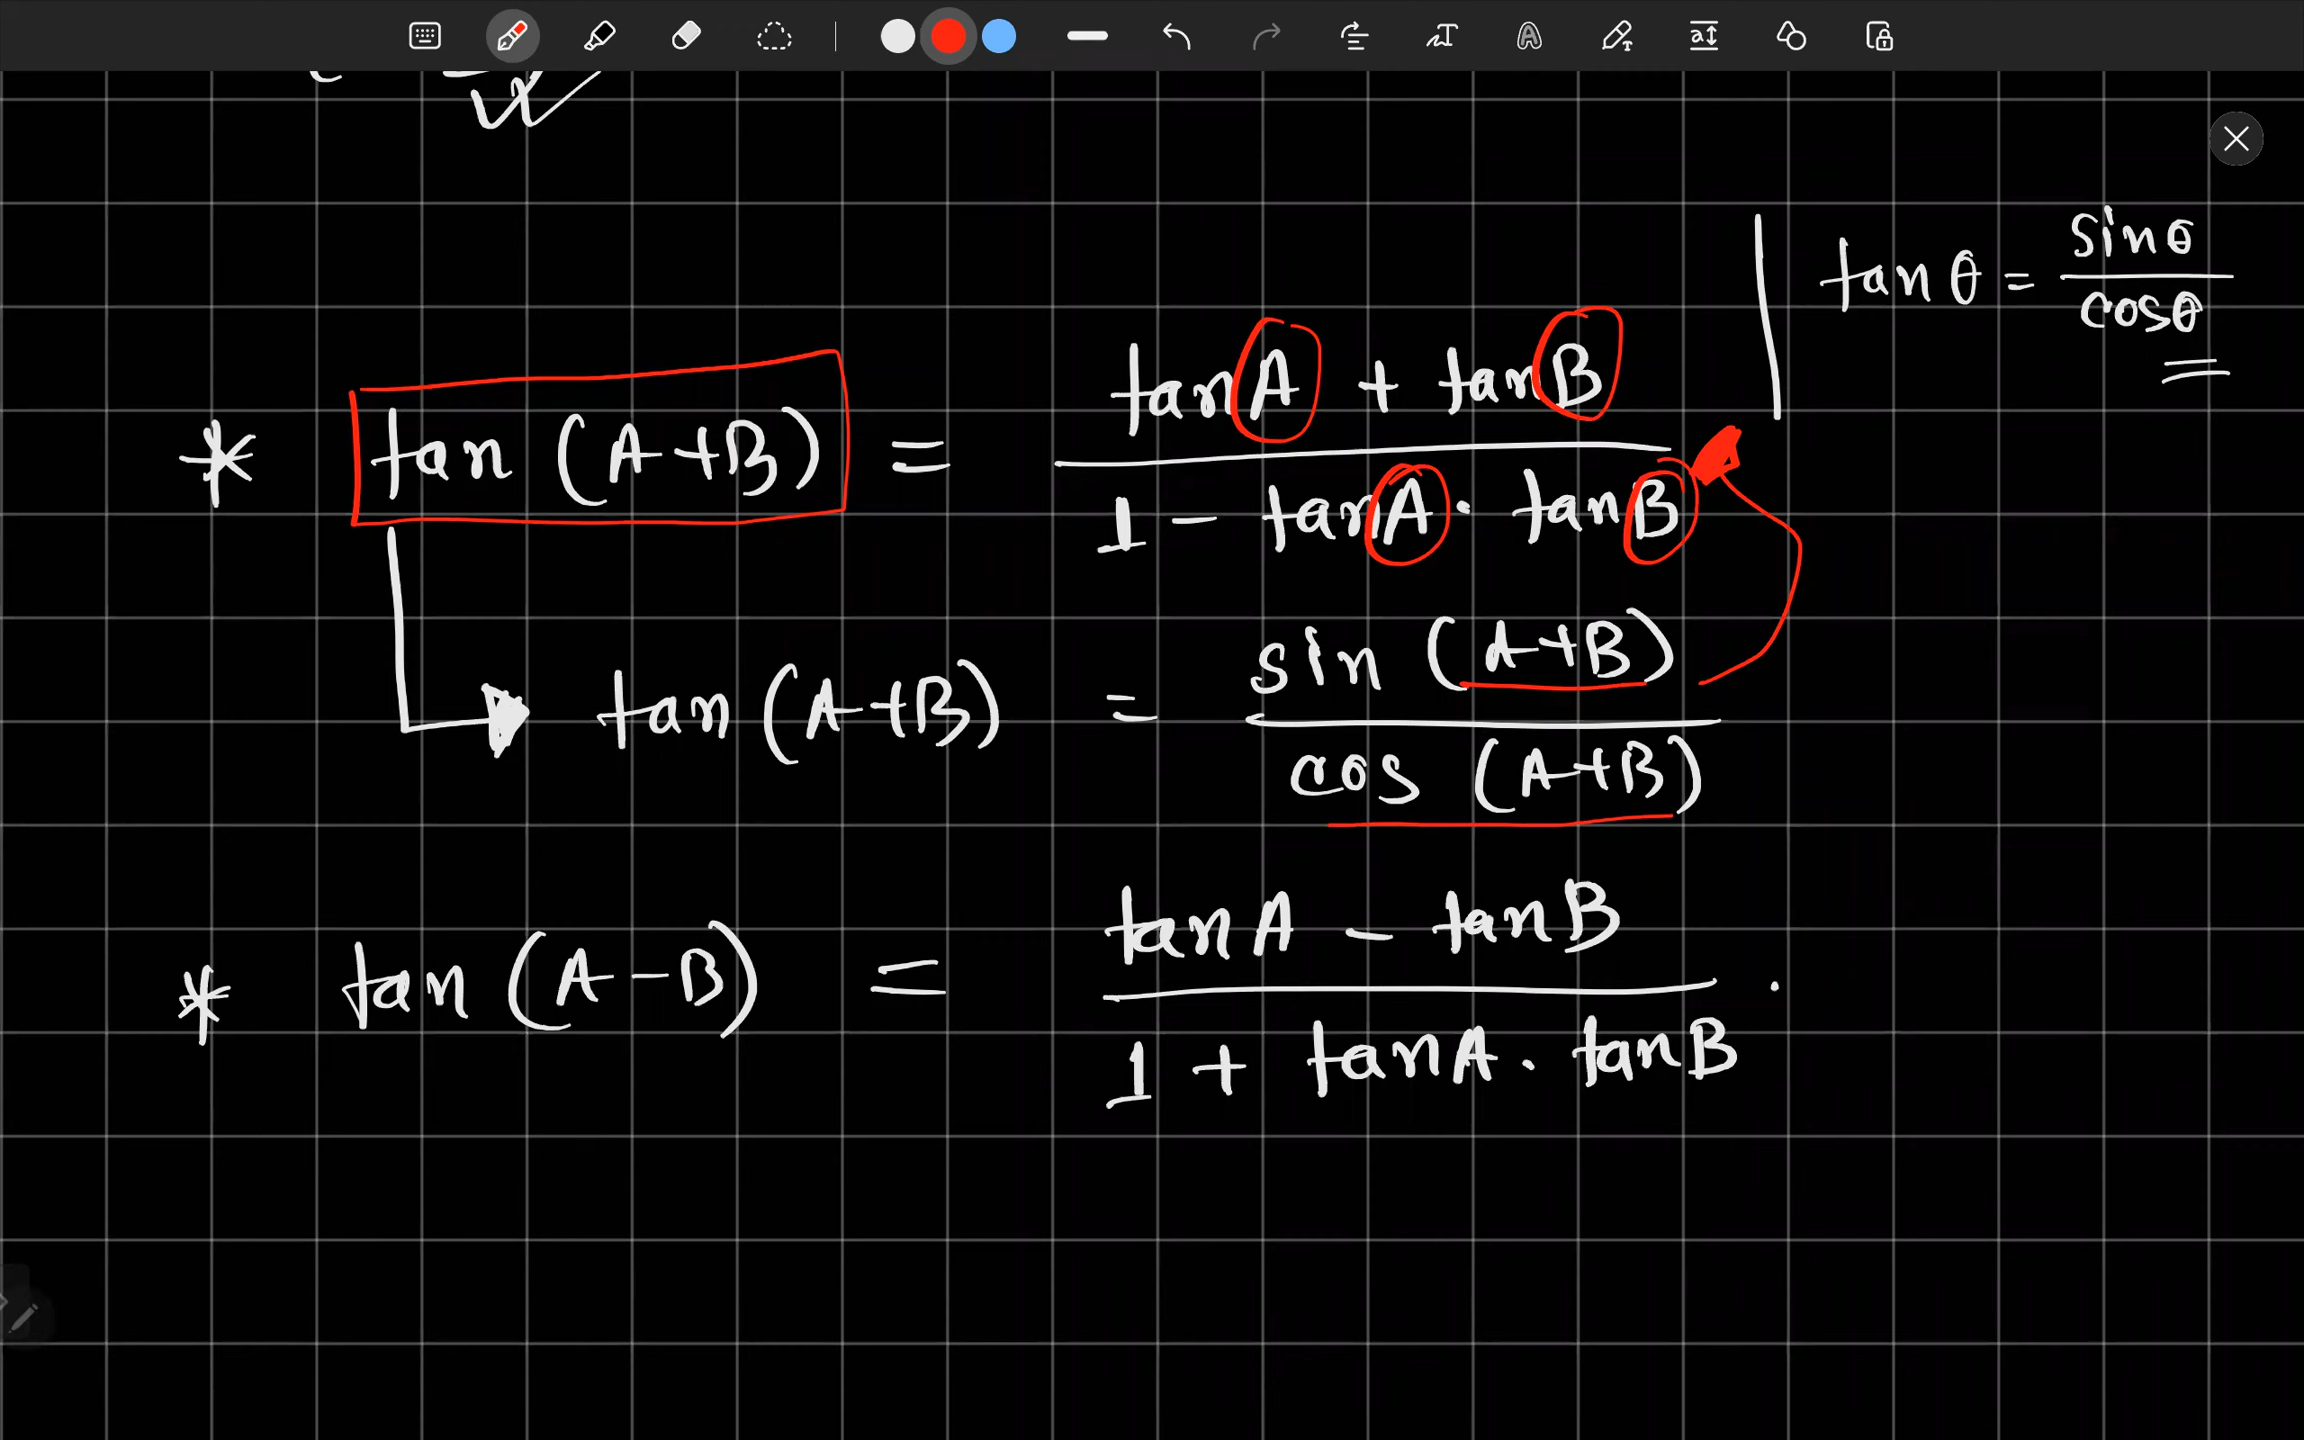 tan θ = sinθ / cosθ
* tan (A+B) = tanA + tanB / 1 - tanA · tanB
tan (A+B) = sin (A+B) / cos (A+B)
* tan (A-B) = tanA - tanB / 1 + tanA · tanB .